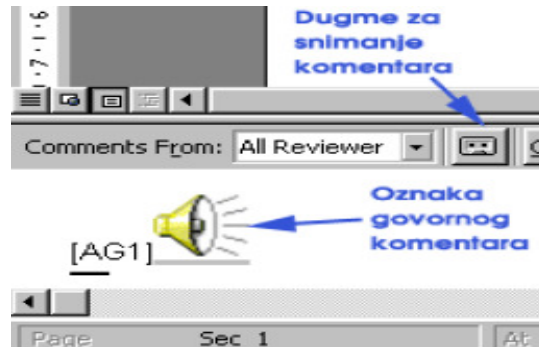 Dugme za
snimanje
komentara
Comments From: All Reviewer
Oznaka
govornog
komentara
[AG1]
Page Sec 1 At